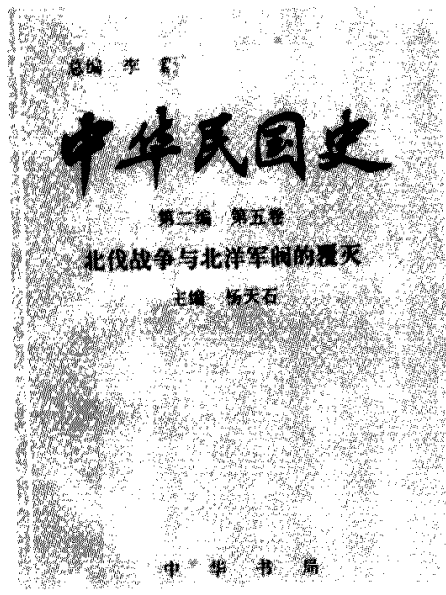 总编 李新
中华民国史
第二编 第五卷
北伐战争与北洋军阀的覆灭
主编 杨天石
中华书局